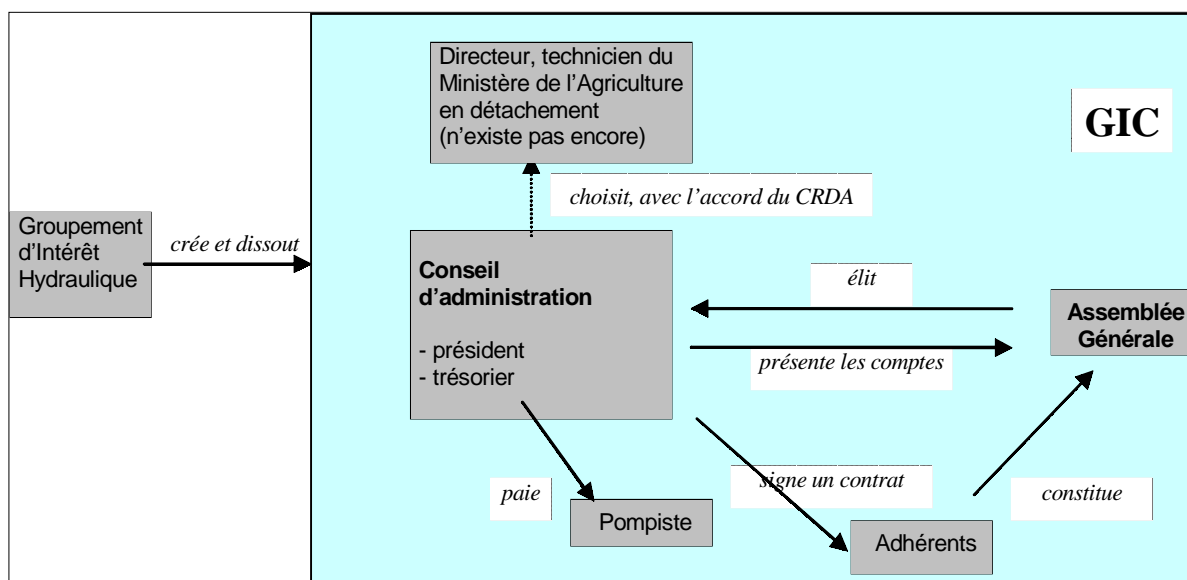 Directeur, technicien du
Ministère de l'Agriculture
en détachement
(n'existe pas encore)
GIC
choisit, avec l'accord du CRDA
Groupement
d'Intérêt
Hydraulique
crée et dissout
Conseil
d'administration
- président
- trésorier
élit
Assemblée
Générale
présente les comptes
paie
signe un contrat
constitue
Pompiste
Adhérents